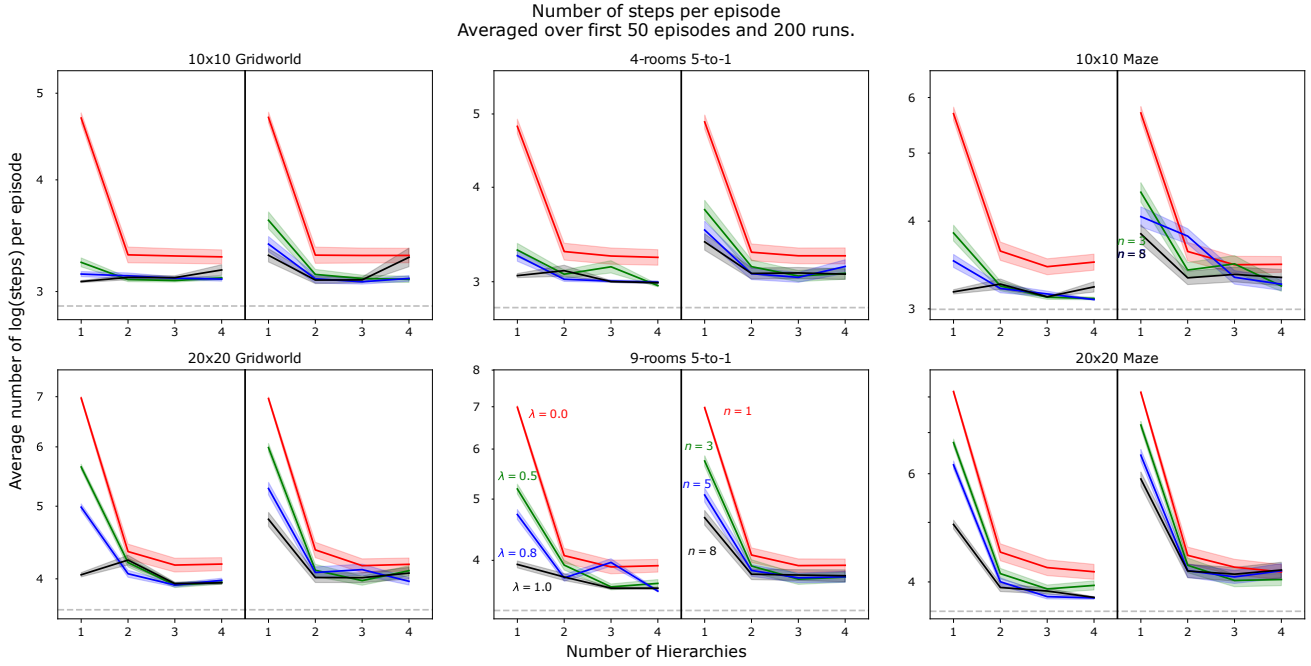 Number of steps per episode
Averaged over first 50 episodes and 200 runs.
Average number of log(steps) per episode
10x10 Gridworld
5
4
3
1 2 3 4 1 2 3 4
4-rooms 5-to-1
5
4
3
1 2 3 4 1 2 3 4
10x10 Maze
6
5
4
3
n = 3
n = 8
1 2 3 4 1 2 3 4
20x20 Gridworld
7
6
5
4
1 2 3 4 1 2 3 4
9-rooms 5-to-1
8
7
6
5
4
λ = 0.0
λ = 0.5
λ = 0.8
λ = 1.0
n = 1
n = 3
n = 5
n = 8
1 2 3 4 1 2 3 4
20x20 Maze
6
4
1 2 3 4 1 2 3 4
Number of Hierarchies